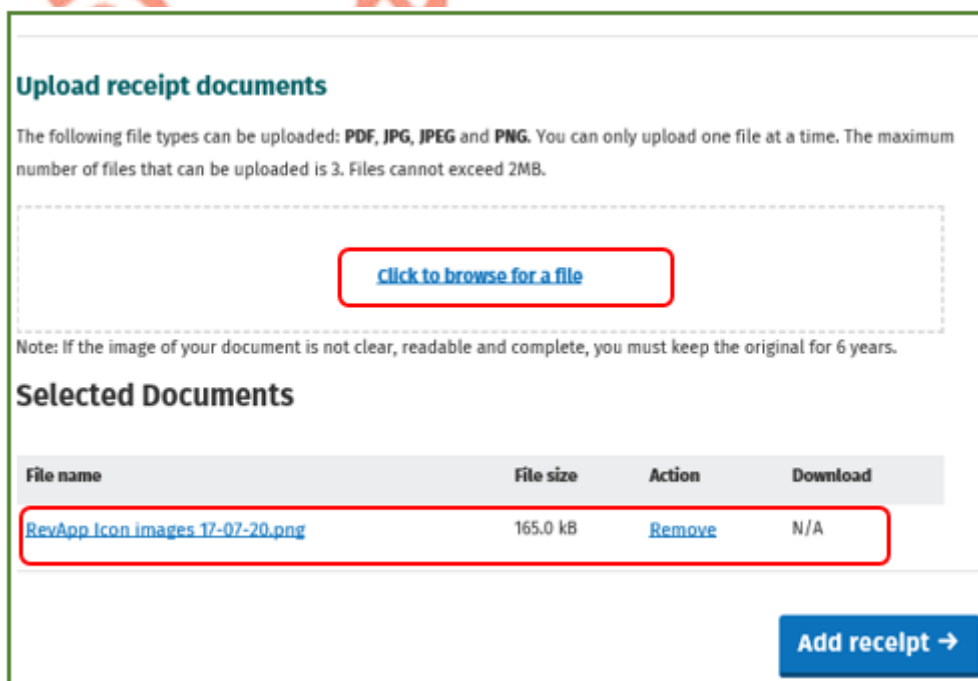 Upload receipt documents
The following file types can be uploaded: PDF, JPG, JPEG and PNG. You can only upload one file at a time. The maximum
number of files that can be uploaded is 3. Files cannot exceed 2MB.
Click to browse for a file
Note: If the image of your document is not clear, readable and complete, you must keep the original for 6 years.
Selected Documents
File name File size Action Download
RevApp Icon images 17-07-20.png 165.0 kB Remove N/A
Add receipt →